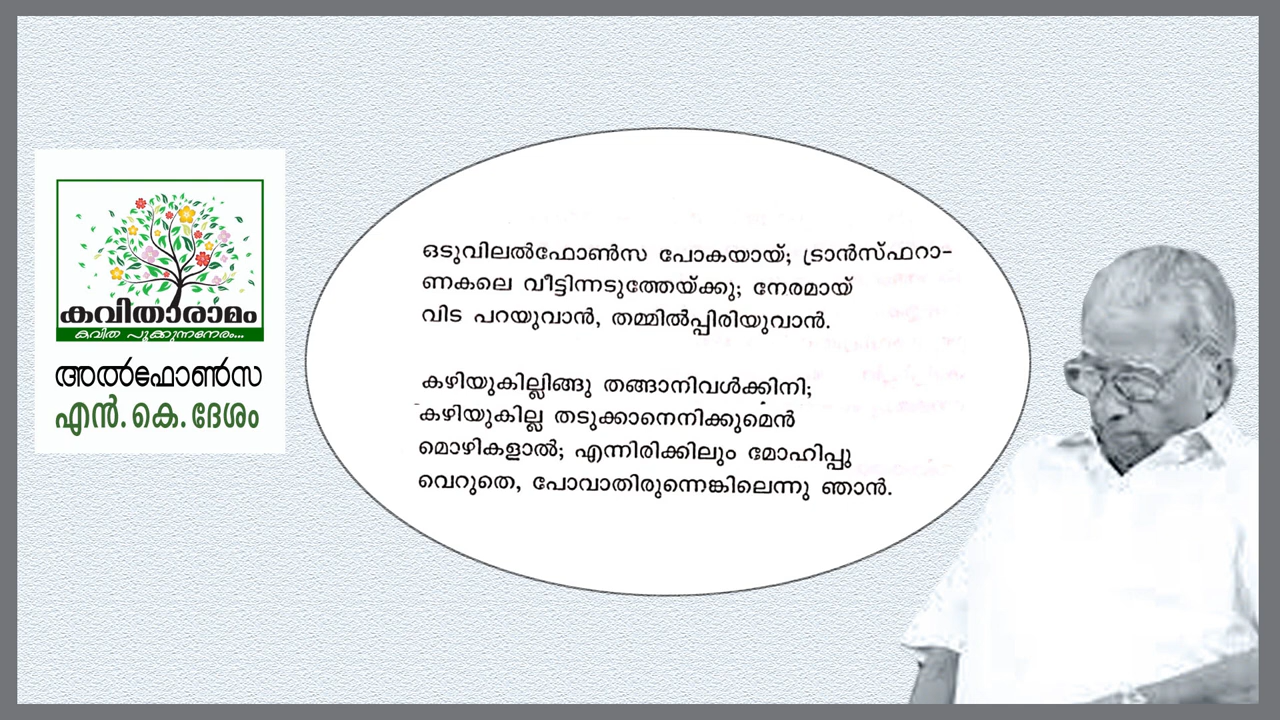 കവിതാരാമം
കവിത പൂക്കുന്നനേരം...
അൽഫോൺസ
എൻ. കെ. ദേശം
ഒടുവിലൽഫോൺസ പോകയായ്; ട്രാൻസ്ഫറാ-
ണകലെ വീട്ടിന്നടുത്തേയ്ക്കു; നേരമായ്
വിട പറയുവാൻ, തമ്മിൽപ്പിരിയുവാൻ.
കഴിയുകില്ലിങ്ങു തങ്ങാനിവൾക്കിനി;
കഴിയുകില്ല തടുക്കാനെനിക്കുമെൻ
മൊഴികളാൽ; എന്നിരിക്കിലും മോഹിപ്പു
വെറുതെ, പോവാതിരുന്നെങ്കിലെന്നു ഞാൻ.